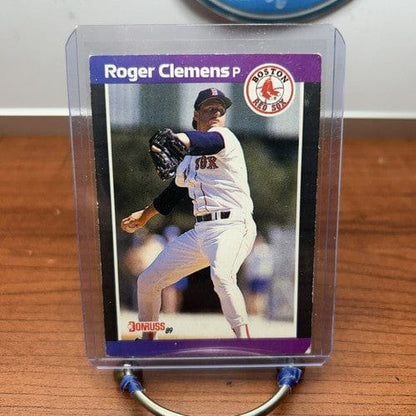 Roger Clemens P
BOSTON
RED SOX
SOX
DONRUSS '89